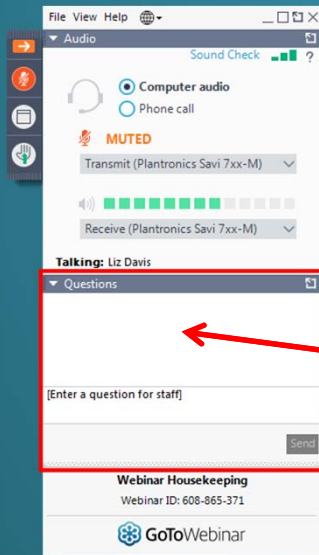 File View Help
Audio
Sound Check ?
Computer audio
Phone call
MUTED
Transmit (Plantronics Savi 7xx-M)
Receive (Plantronics Savi 7xx-M)
Talking: Liz Davis
Questions
[Enter a question for staff]
Send
Webinar Housekeeping
Webinar ID: 608-865-371
GoToWebinar